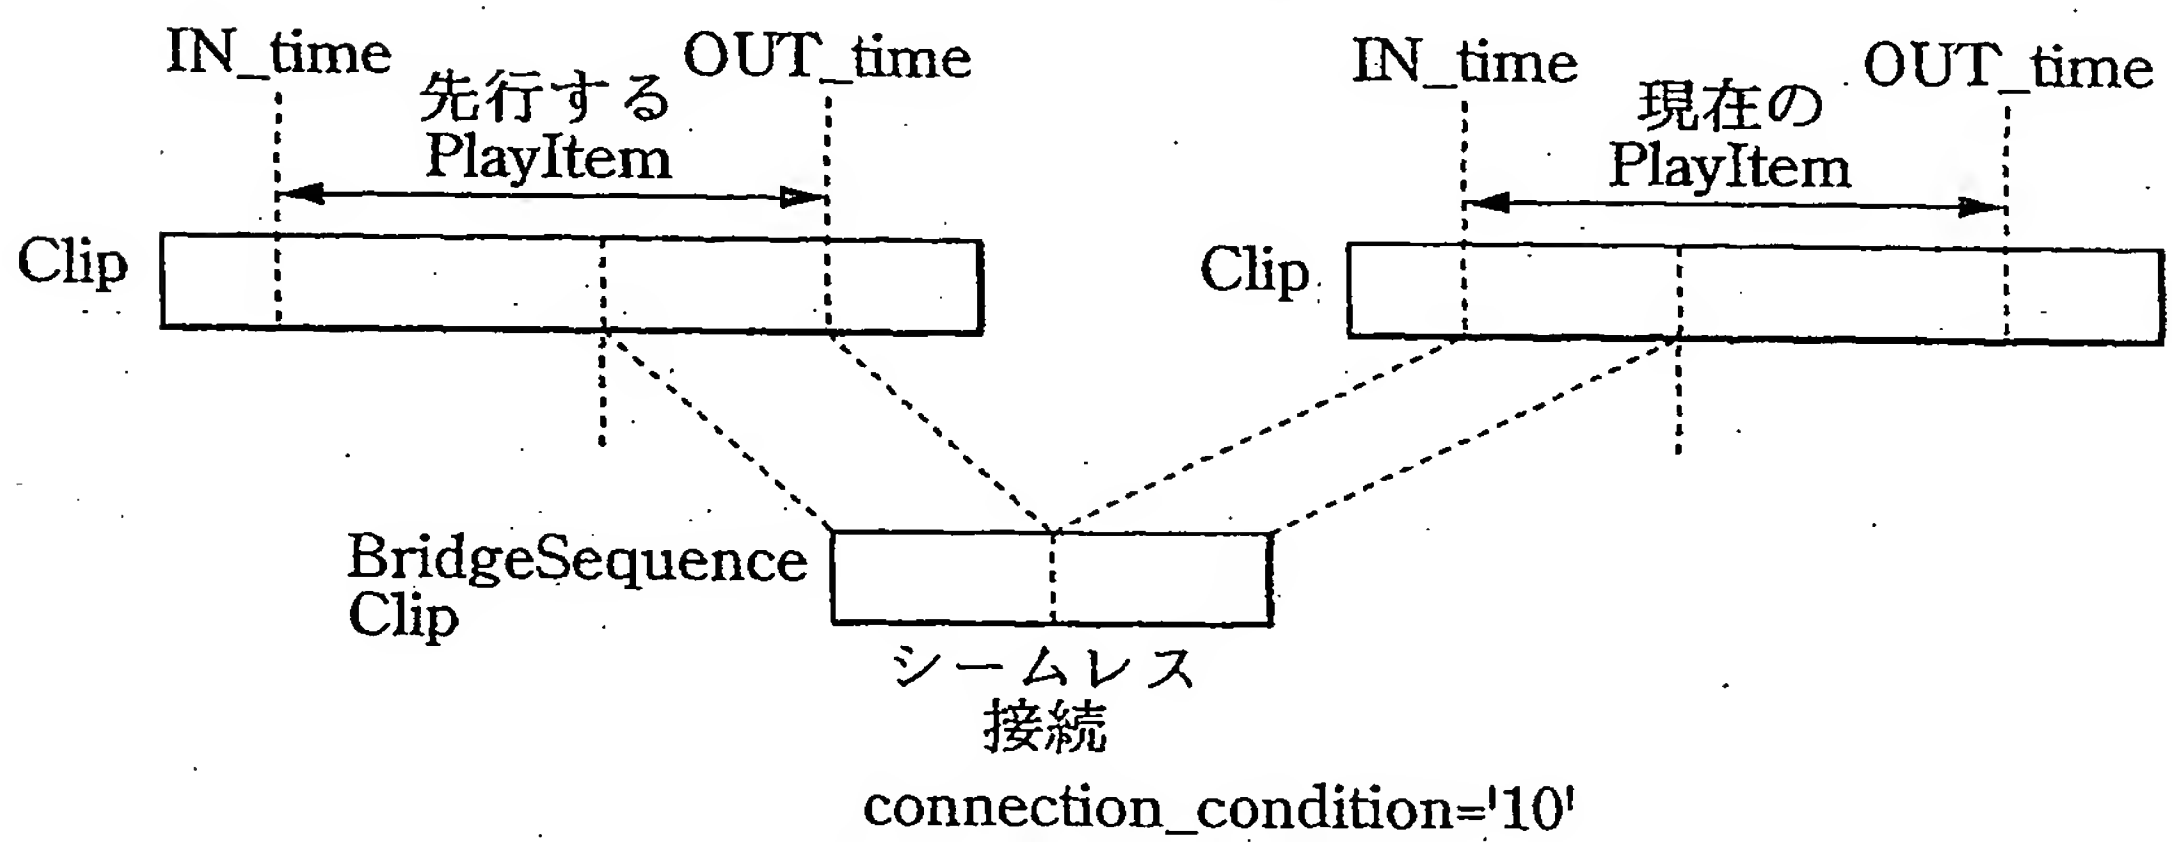 IN_time
先行する
PlayItem
OUT_time
IN_time
現在の
PlayItem
OUT_time
Clip
Clip
BridgeSequence
Clip
シームレス
接続
connection_condition='10'